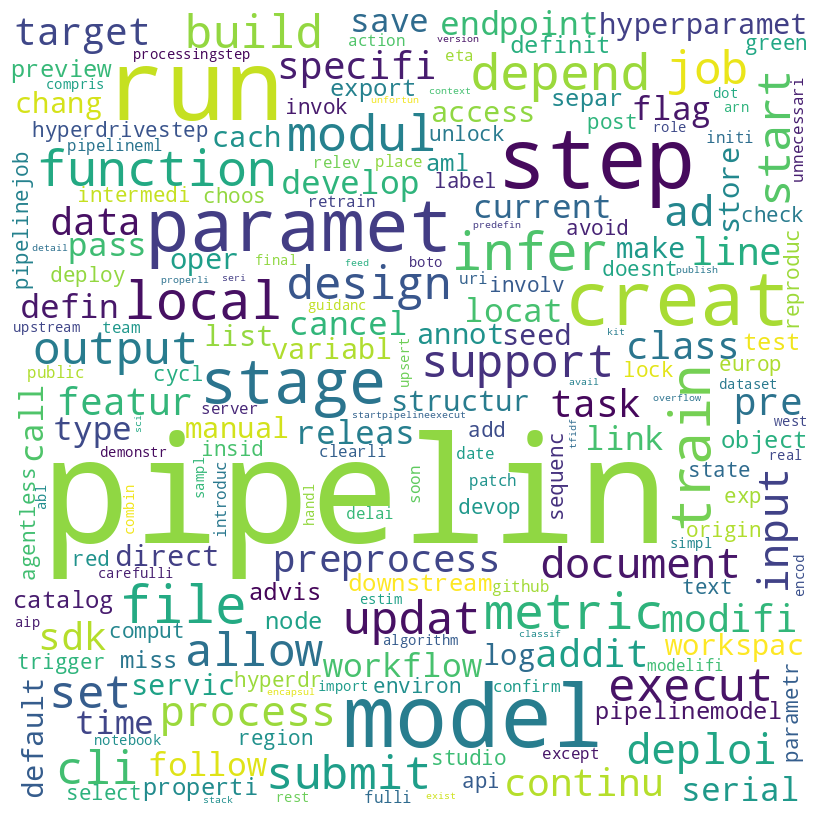 target
build
save
endpoint
hyperparamet
processingstep
action
version
definit
green
preview
compris
run
specifi
eta
depend
job
export
unfortun
context
dot
arn
chang
invok
access
separ
flag
post
role
initi
hyperdrivestep
cach
modul
unlock
step
start
unnecessari
pipelineml
function
relev
place
aml
label
store
check
pipelinejob
intermedi
choos
develop
retrain
current
ad
predefin
data
paramet
avoid
detail
pass
oper
properli
seri
final
feed
boto
infer
make
line
doesnt
publish
reproduc
deploy
design
uri
involv
creat
defin
local
guidanc
locat
upstream
team
list
cancel
annot
seed
class
test
output
variabl
support
lock
europ
public
cycl
upsert
kit
dataset
call
featur
stage
structur
avail
task
train
pre
overflow
server
startpipelineexecut
west
type
manual
releas
add
tfidf
link
object
sci
demonstr
insid
clearli
sequenc
state
real
agentless
abl
combin
sampl
introduc
handl
soon
date
patch
devop
exp
input
pipelin
delai
origin
simpl
red
direct
preprocess
document
text
encod
carefulli
downstream
github
catalog
file
advis
estim
updat
metric
modifi
aip
sdk
comput
node
algorithm
classif
workspac
trigger
miss
allow
workflow
log
addit
modelifi
default
set
servic
hyperdr
import
environ
confirm
execut
encapsul
time
process
model
pipelinemodel
parametr
notebook
region
studio
except
deploi
cli
follow
submit
api
continu
select
properti
serial
stack
rest
fulli
exist